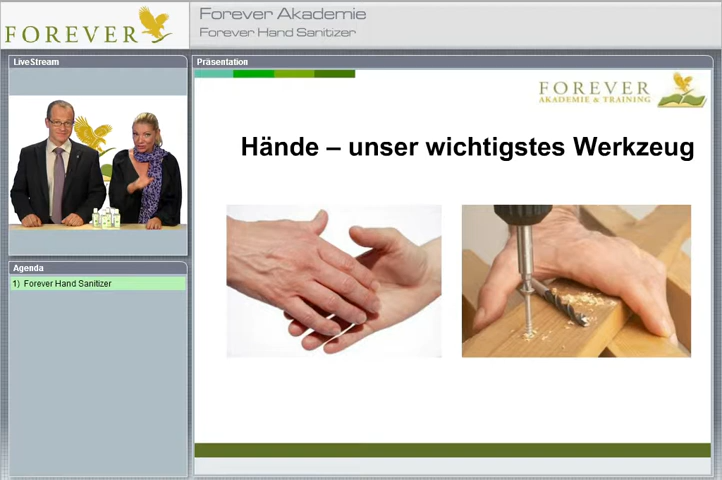 FOREVER
Forever Akademie
Forever Hand Sanitizer
LiveStream
Präsentation
FOREVER
AKADEMIE & TRAINING
Hände – unser wichtigstes Werkzeug
Agenda
1) Forever Hand Sanitizer